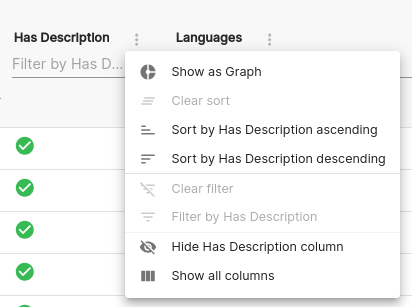 Has Description
Languages
Filter by Has D...
Show as Graph
Clear sort
Sort by Has Description ascending
Sort by Has Description descending
Clear filter
Filter by Has Description
Hide Has Description column
Show all columns